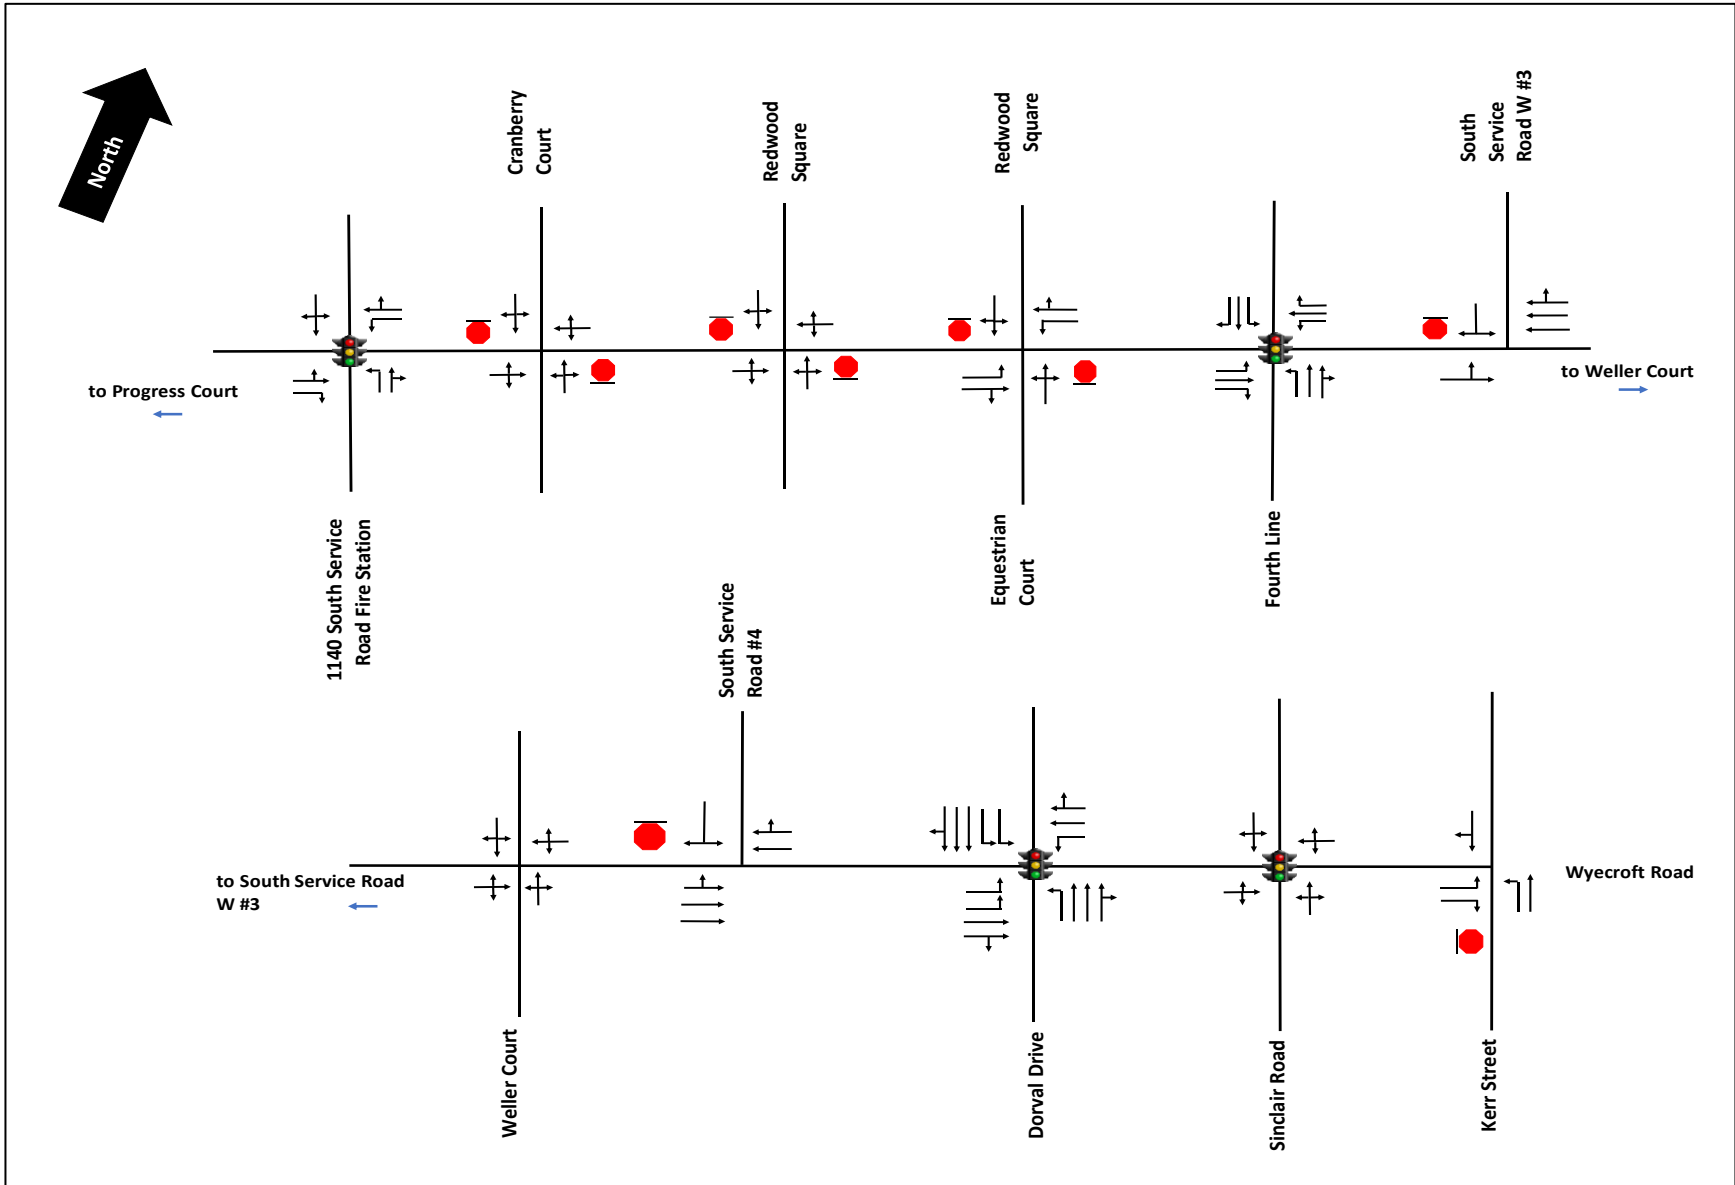 North
Cranberry
Court
Redwood
Square
Redwood
Square
South
Service
Road W #3
to Progress Court
to Weller Court
1140 South Service
Road Fire Station
Equestrian
Court
Fourth Line
South Service
Road #4
to South Service Road
W #3
Wyecroft Road
Weller Court
Dorval Drive
Sinclair Road
Kerr Street